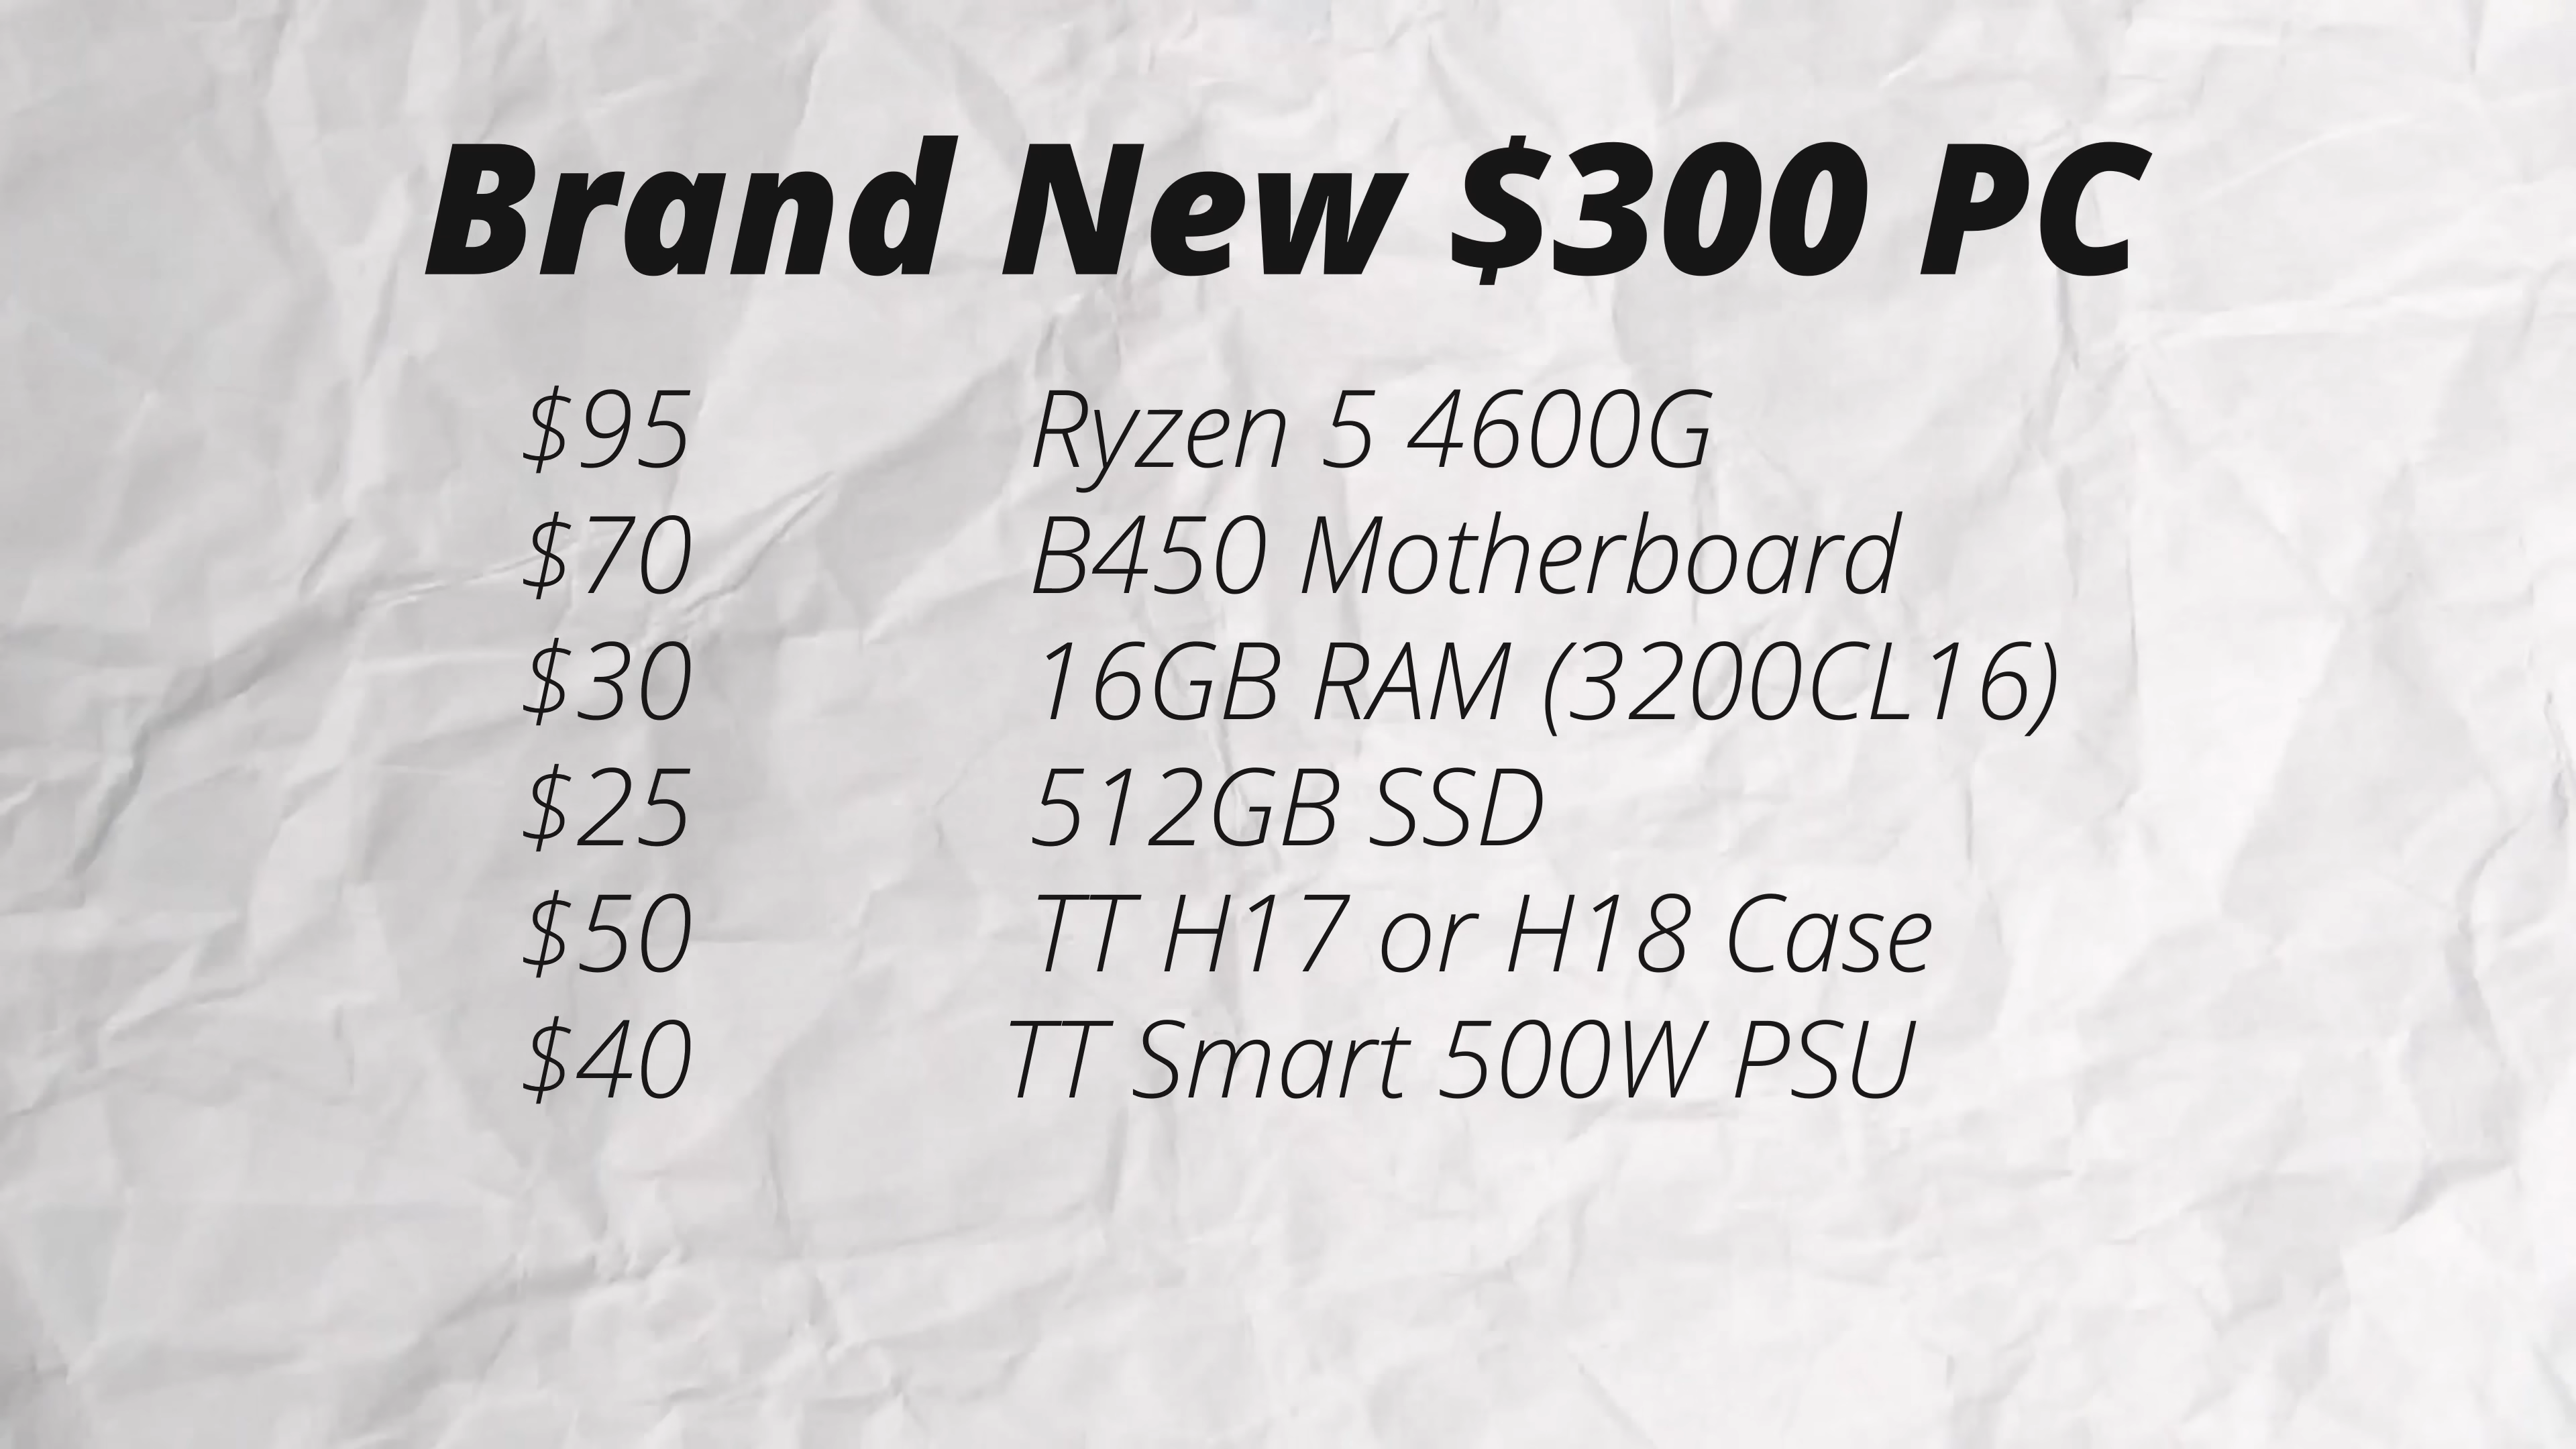 Brand New $300 PC
$95 Ryzen 5 4600G
$70 B450 Motherboard
$30 16GB RAM (3200CL16)
$25 512GB SSD
$50 TT H17 or H18 Case
$40 TT Smart 500W PSU